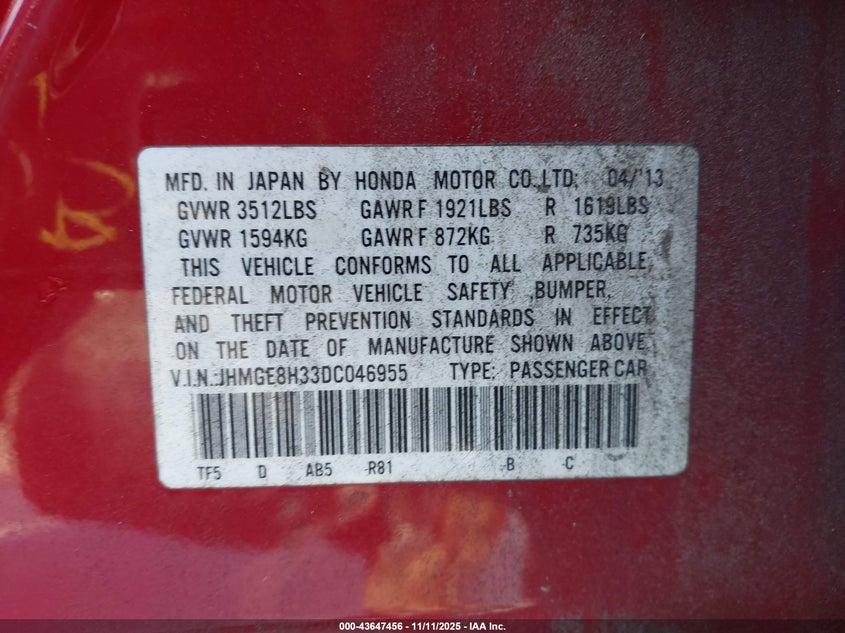 MFD. IN JAPAN BY HONDA MOTOR CO.,LTD. 04/'13
GVWR 3512LBS GAWR F 1921LBS R 1619LBS
GVWR 1594KG GAWR F 872KG R 735KG
THIS VEHICLE CONFORMS TO ALL APPLICABLE
FEDERAL MOTOR VEHICLE SAFETY ,BUMPER,
AND THEFT PREVENTION STANDARDS IN EFFECT
ON THE DATE OF MANUFACTURE SHOWN ABOVE.
V.I.N.:JHMGE8H33DC046955 TYPE: PASSENGER CAR
TF5 D AB5 -R81 -B -C
000-43647456 - 11/11/2025 - IAA Inc.